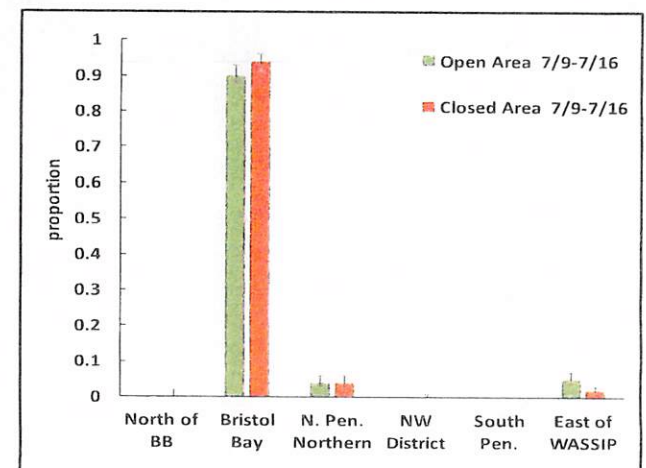 1
0.9
0.8
0.7
0.6
0.5
0.4
0.3
0.2
0.1
0
proportion
Open Area 7/9-7/16
Closed Area 7/9-7/16
North of
BB
Bristol
Bay
N. Pen.
Northern
NW
District
South
Pen.
East of
WASSIP